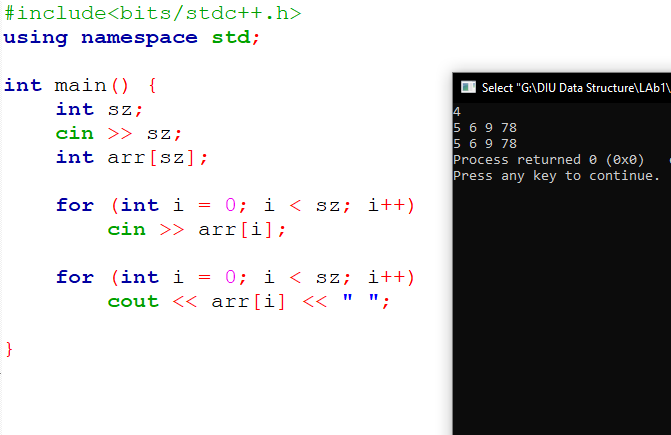 #include<bits/stdc++.h>
using namespace std;
int main() {
int sz;
cin >> sz;
int arr[sz];
for (int i = 0; i < sz; i++)
cin >> arr[i];
for (int i = 0; i < sz; i++)
cout << arr[i] << " ";
}
Select "G:\DIU Data Structure\LAb1\
4
5 6 9 78
5 6 9 78
Process returned 0 (0x0)
Press any key to continue.